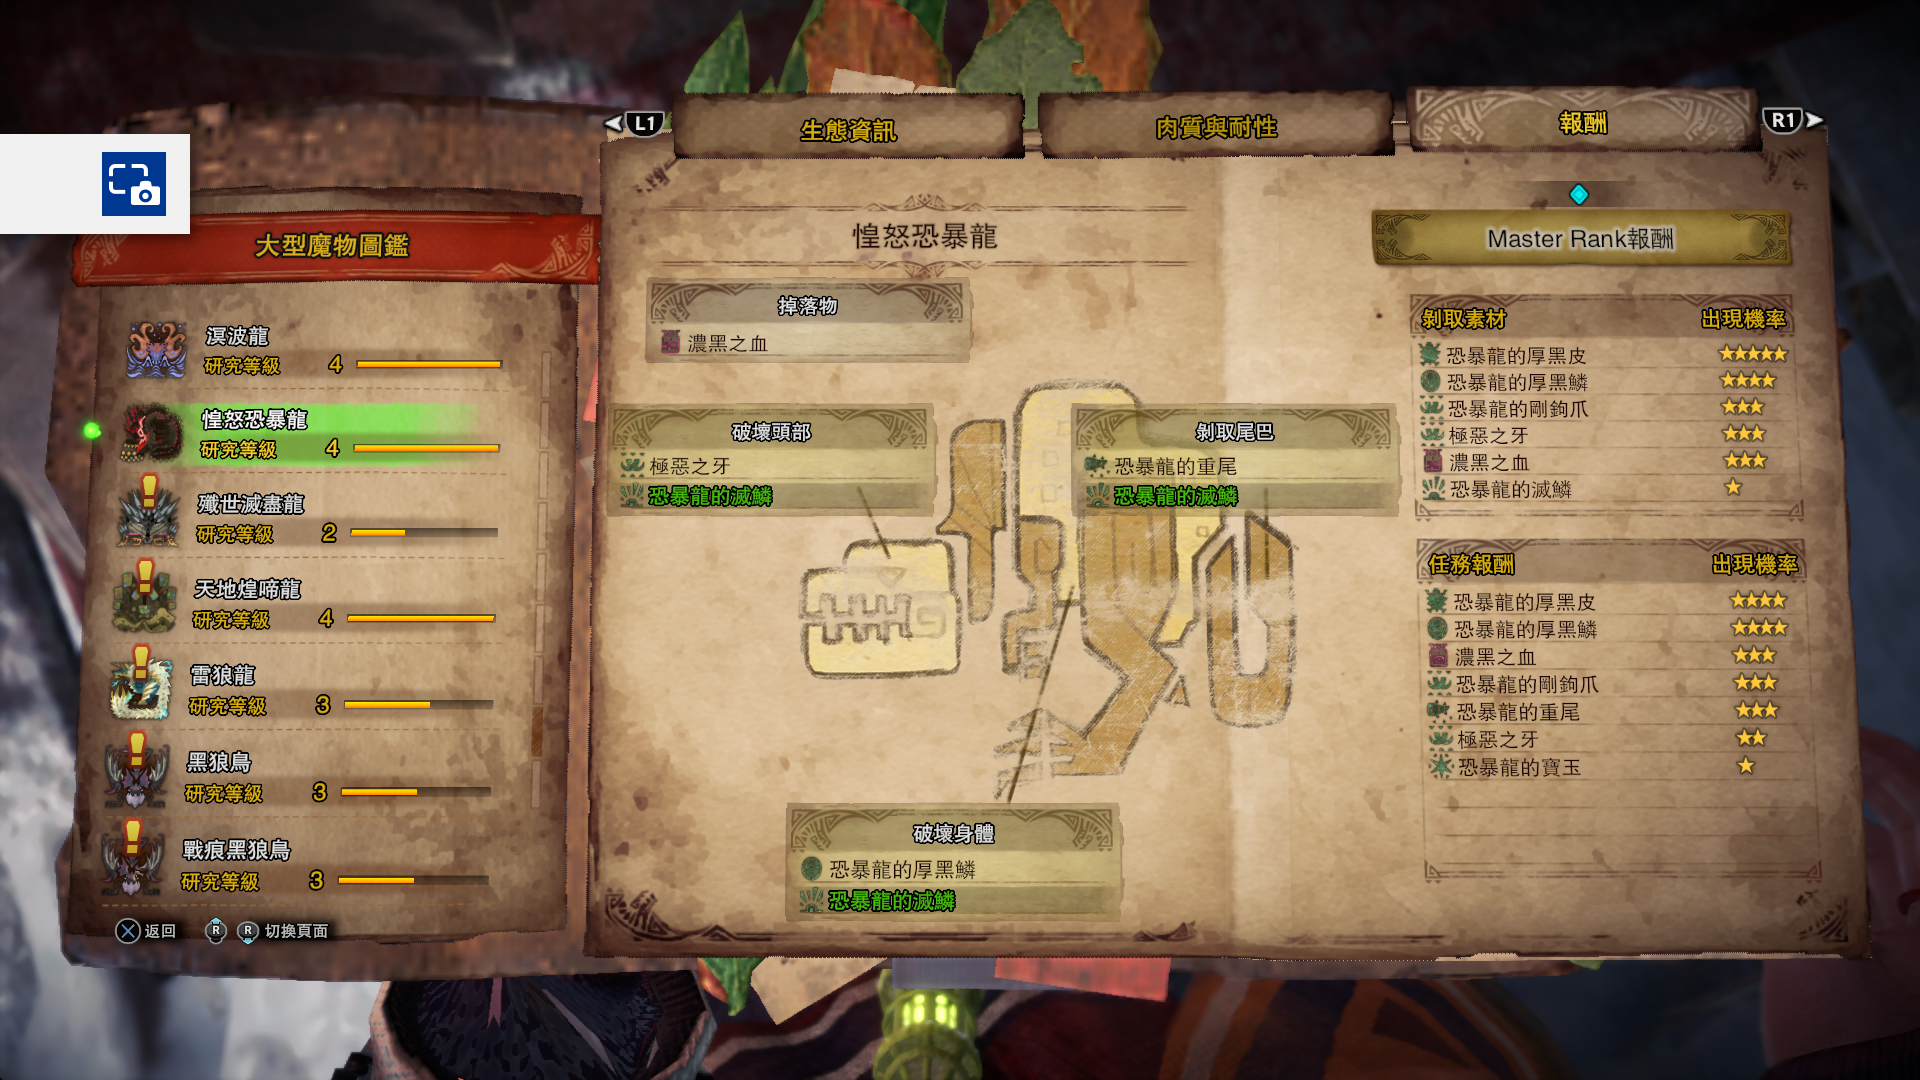 L1
生態資訊
肉質與耐性
報酬
R1
大型魔物圖鑑
溟波龍
研究等級 4
惶怒恐暴龍
研究等級 4
殲世滅盡龍
研究等級 2
天地煌啼龍
研究等級 4
雷狼龍
研究等級 3
黑狼鳥
研究等級 3
戰痕黑狼鳥
研究等級 3
返回
R R 切換頁面
惶怒恐暴龍
掉落物
濃黑之血
破壞頭部
極惡之牙
恐暴龍的滅鱗
剝取尾巴
恐暴龍的重尾
恐暴龍的滅鱗
破壞身體
恐暴龍的厚黑鱗
恐暴龍的滅鱗
Master Rank報酬
剝取素材 出現機率
恐暴龍的厚黑皮 ★★★★★
恐暴龍的厚黑鱗 ★★★★
恐暴龍的剛鉤爪 ★★★
極惡之牙 ★★★
濃黑之血 ★★★
恐暴龍的滅鱗 ★
任務報酬 出現機率
恐暴龍的厚黑皮 ★★★★
恐暴龍的厚黑鱗 ★★★★
濃黑之血 ★★★
恐暴龍的剛鉤爪 ★★★
恐暴龍的重尾 ★★★
極惡之牙 ★★
恐暴龍的寶玉 ★